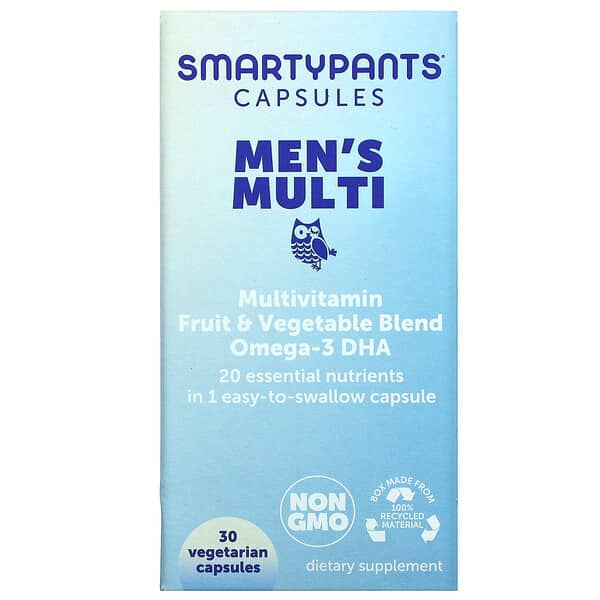 SMARTYPANTS®
CAPSULES
MEN'S
MULTI
Multivitamin
Fruit & Vegetable Blend
Omega-3 DHA
20 essential nutrients
in 1 easy-to-swallow capsule
NON
GMO
BOX MADE FROM
100%
RECYCLED
MATERIAL
30
vegetarian
capsules
dietary supplement